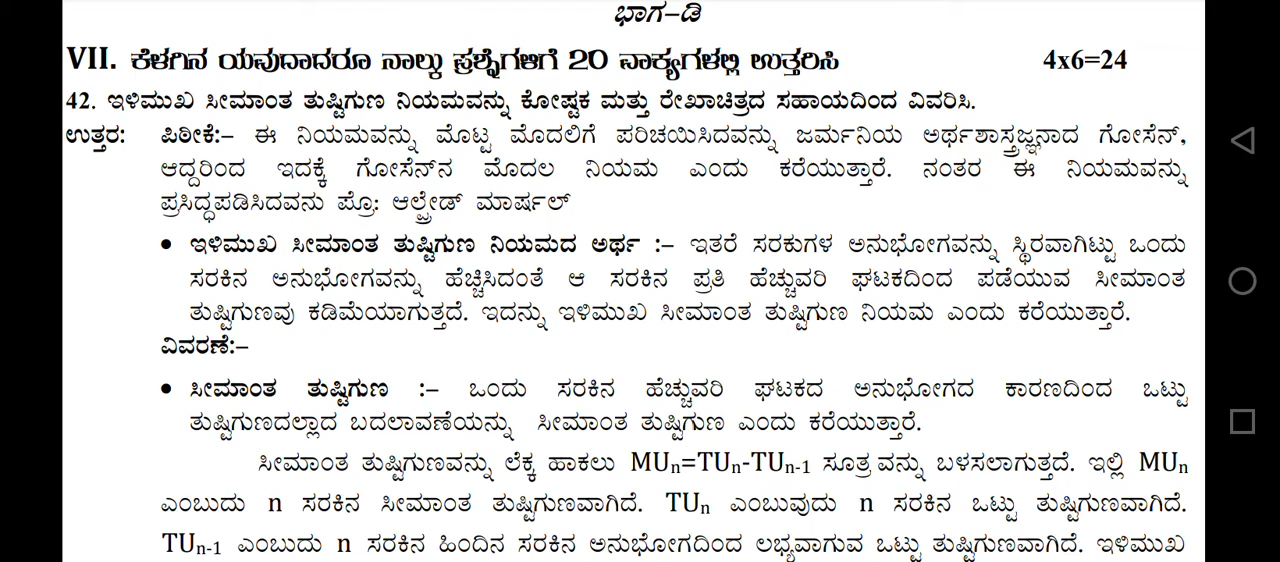 ಭಾಗ–ಡಿ
VII. ಕೆಳಗಿನ ಯವುದಾದರೂ ನಾಲ್ಕು ಪ್ರಶ್ನೆಗಳಿಗೆ 20 ವಾಕ್ಯಗಳಲ್ಲಿ ಉತ್ತರಿಸಿ 4x6=24
42. ಇಳಿಮುಖ ಸೀಮಾಂತ ತುಷ್ಟಿಗುಣ ನಿಯಮವನ್ನು ಕೋಷ್ಟಕ ಮತ್ತು ರೇಖಾಚಿತ್ರದ ಸಹಾಯದಿಂದ ವಿವರಿಸಿ.
ಉತ್ತರ: ಪಿಠೀಕೆ:– ಈ ನಿಯಮವನ್ನು ಮೊಟ್ಟ ಮೊದಲಿಗೆ ಪರಿಚಯಿಸಿದವನ್ನು ಜರ್ಮನಿಯ ಅರ್ಥಶಾಸ್ತ್ರಜ್ಞನಾದ ಗೋಸೆನ್,
ಆದ್ದರಿಂದ ಇದಕ್ಕೆ ಗೋಸೆನ್‌ನ ಮೊದಲ ನಿಯಮ ಎಂದು ಕರೆಯುತ್ತಾರೆ. ನಂತರ ಈ ನಿಯಮವನ್ನು
ಪ್ರಸಿದ್ಧಪಡಿಸಿದವನು ಪ್ರೊ: ಆಲ್ಫ್ರೇಡ್ ಮಾರ್ಷಲ್
• ಇಳಿಮುಖ ಸೀಮಾಂತ ತುಷ್ಟಿಗುಣ ನಿಯಮದ ಅರ್ಥ :– ಇತರೆ ಸರಕುಗಳ ಅನುಭೋಗವನ್ನು ಸ್ಥಿರವಾಗಿಟ್ಟು ಒಂದು
ಸರಕಿನ ಅನುಭೋಗವನ್ನು ಹೆಚ್ಚಿಸಿದಂತೆ ಆ ಸರಕಿನ ಪ್ರತಿ ಹೆಚ್ಚುವರಿ ಘಟಕದಿಂದ ಪಡೆಯುವ ಸೀಮಾಂತ
ತುಷ್ಟಿಗುಣವು ಕಡಿಮೆಯಾಗುತ್ತದೆ. ಇದನ್ನು ಇಳಿಮುಖ ಸೀಮಾಂತ ತುಷ್ಟಿಗುಣ ನಿಯಮ ಎಂದು ಕರೆಯುತ್ತಾರೆ.
ವಿವರಣೆ:–
• ಸೀಮಾಂತ ತುಷ್ಟಿಗುಣ :– ಒಂದು ಸರಕಿನ ಹೆಚ್ಚುವರಿ ಘಟಕದ ಅನುಭೋಗದ ಕಾರಣದಿಂದ ಒಟ್ಟು
ತುಷ್ಟಿಗುಣದಲ್ಲಾದ ಬದಲಾವಣೆಯನ್ನು ಸೀಮಾಂತ ತುಷ್ಟಿಗುಣ ಎಂದು ಕರೆಯುತ್ತಾರೆ.
ಸೀಮಾಂತ ತುಷ್ಟಿಗುಣವನ್ನು ಲೆಕ್ಕ ಹಾಕಲು MUn=TUn-TUn-1 ಸೂತ್ರವನ್ನು ಬಳಸಲಾಗುತ್ತದೆ. ಇಲ್ಲಿ MUn
ಎಂಬುದು n ಸರಕಿನ ಸೀಮಾಂತ ತುಷ್ಟಿಗುಣವಾಗಿದೆ. TUn ಎಂಬುವುದು n ಸರಕಿನ ಒಟ್ಟು ತುಷ್ಟಿಗುಣವಾಗಿದೆ.
TUn-1 ಎಂಬುದು n ಸರಕಿನ ಹಿಂದಿನ ಸರಕಿನ ಅನುಭೋಗದಿಂದ ಲಭ್ಯವಾಗುವ ಒಟ್ಟು ತುಷ್ಟಿಗುಣವಾಗಿದೆ. ಇಳಿಮುಖ